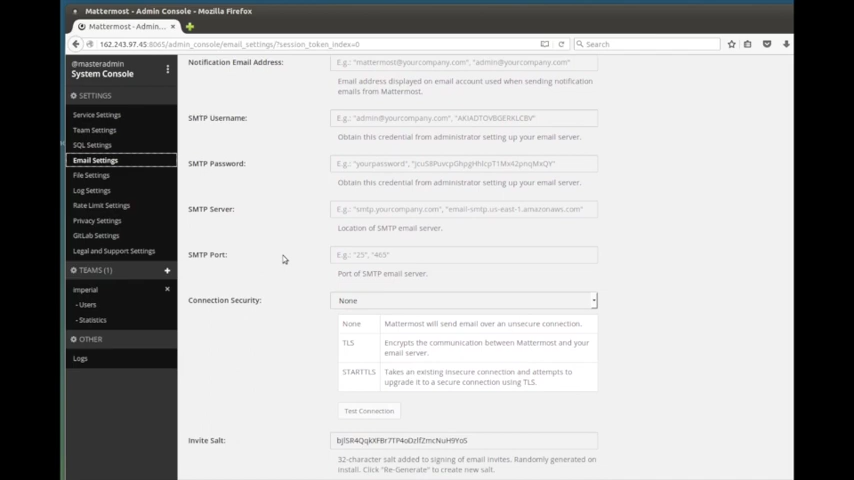 Mattermost - Admin Console - Mozilla Firefox
Mattermost - Admin...
162.243.97.45:8065/admin_console/email_settings/?session_token_index=0
Search
@masteradmin
System Console
SETTINGS
Service Settings
Team Settings
SQL Settings
Email Settings
File Settings
Log Settings
Rate Limit Settings
Privacy Settings
GitLab Settings
Legal and Support Settings
TEAMS (1)
imperial
- Users
- Statistics
OTHER
Logs
Notification Email Address:
E.g.: "mattermost@yourcompany.com", "admin@yourcompany.com"
Email address displayed on email account used when sending notification
emails from Mattermost.
SMTP Username:
E.g.: "admin@yourcompany.com", "AKIADTOVBGERKLCBV"
Obtain this credential from administrator setting up your email server.
SMTP Password:
E.g.: "yourpassword", "jcuS8PuvcpGhpgHhlcpT1Mx42pnqMxQY"
Obtain this credential from administrator setting up your email server.
SMTP Server:
E.g.: "smtp.yourcompany.com", "email-smtp.us-east-1.amazonaws.com"
Location of SMTP email server.
SMTP Port:
E.g.: "25", "465"
Port of SMTP email server.
Connection Security:
None
None Mattermost will send email over an unsecure connection.
TLS Encrypts the communication between Mattermost and your
email server.
STARTTLS Takes an existing insecure connection and attempts to
upgrade it to a secure connection using TLS.
Test Connection
Invite Salt:
bjlSR4QqkXFBr7TP4oDzlfZmcNuH9YoS
32-character salt added to signing of email invites. Randomly generated on
install. Click "Re-Generate" to create new salt.